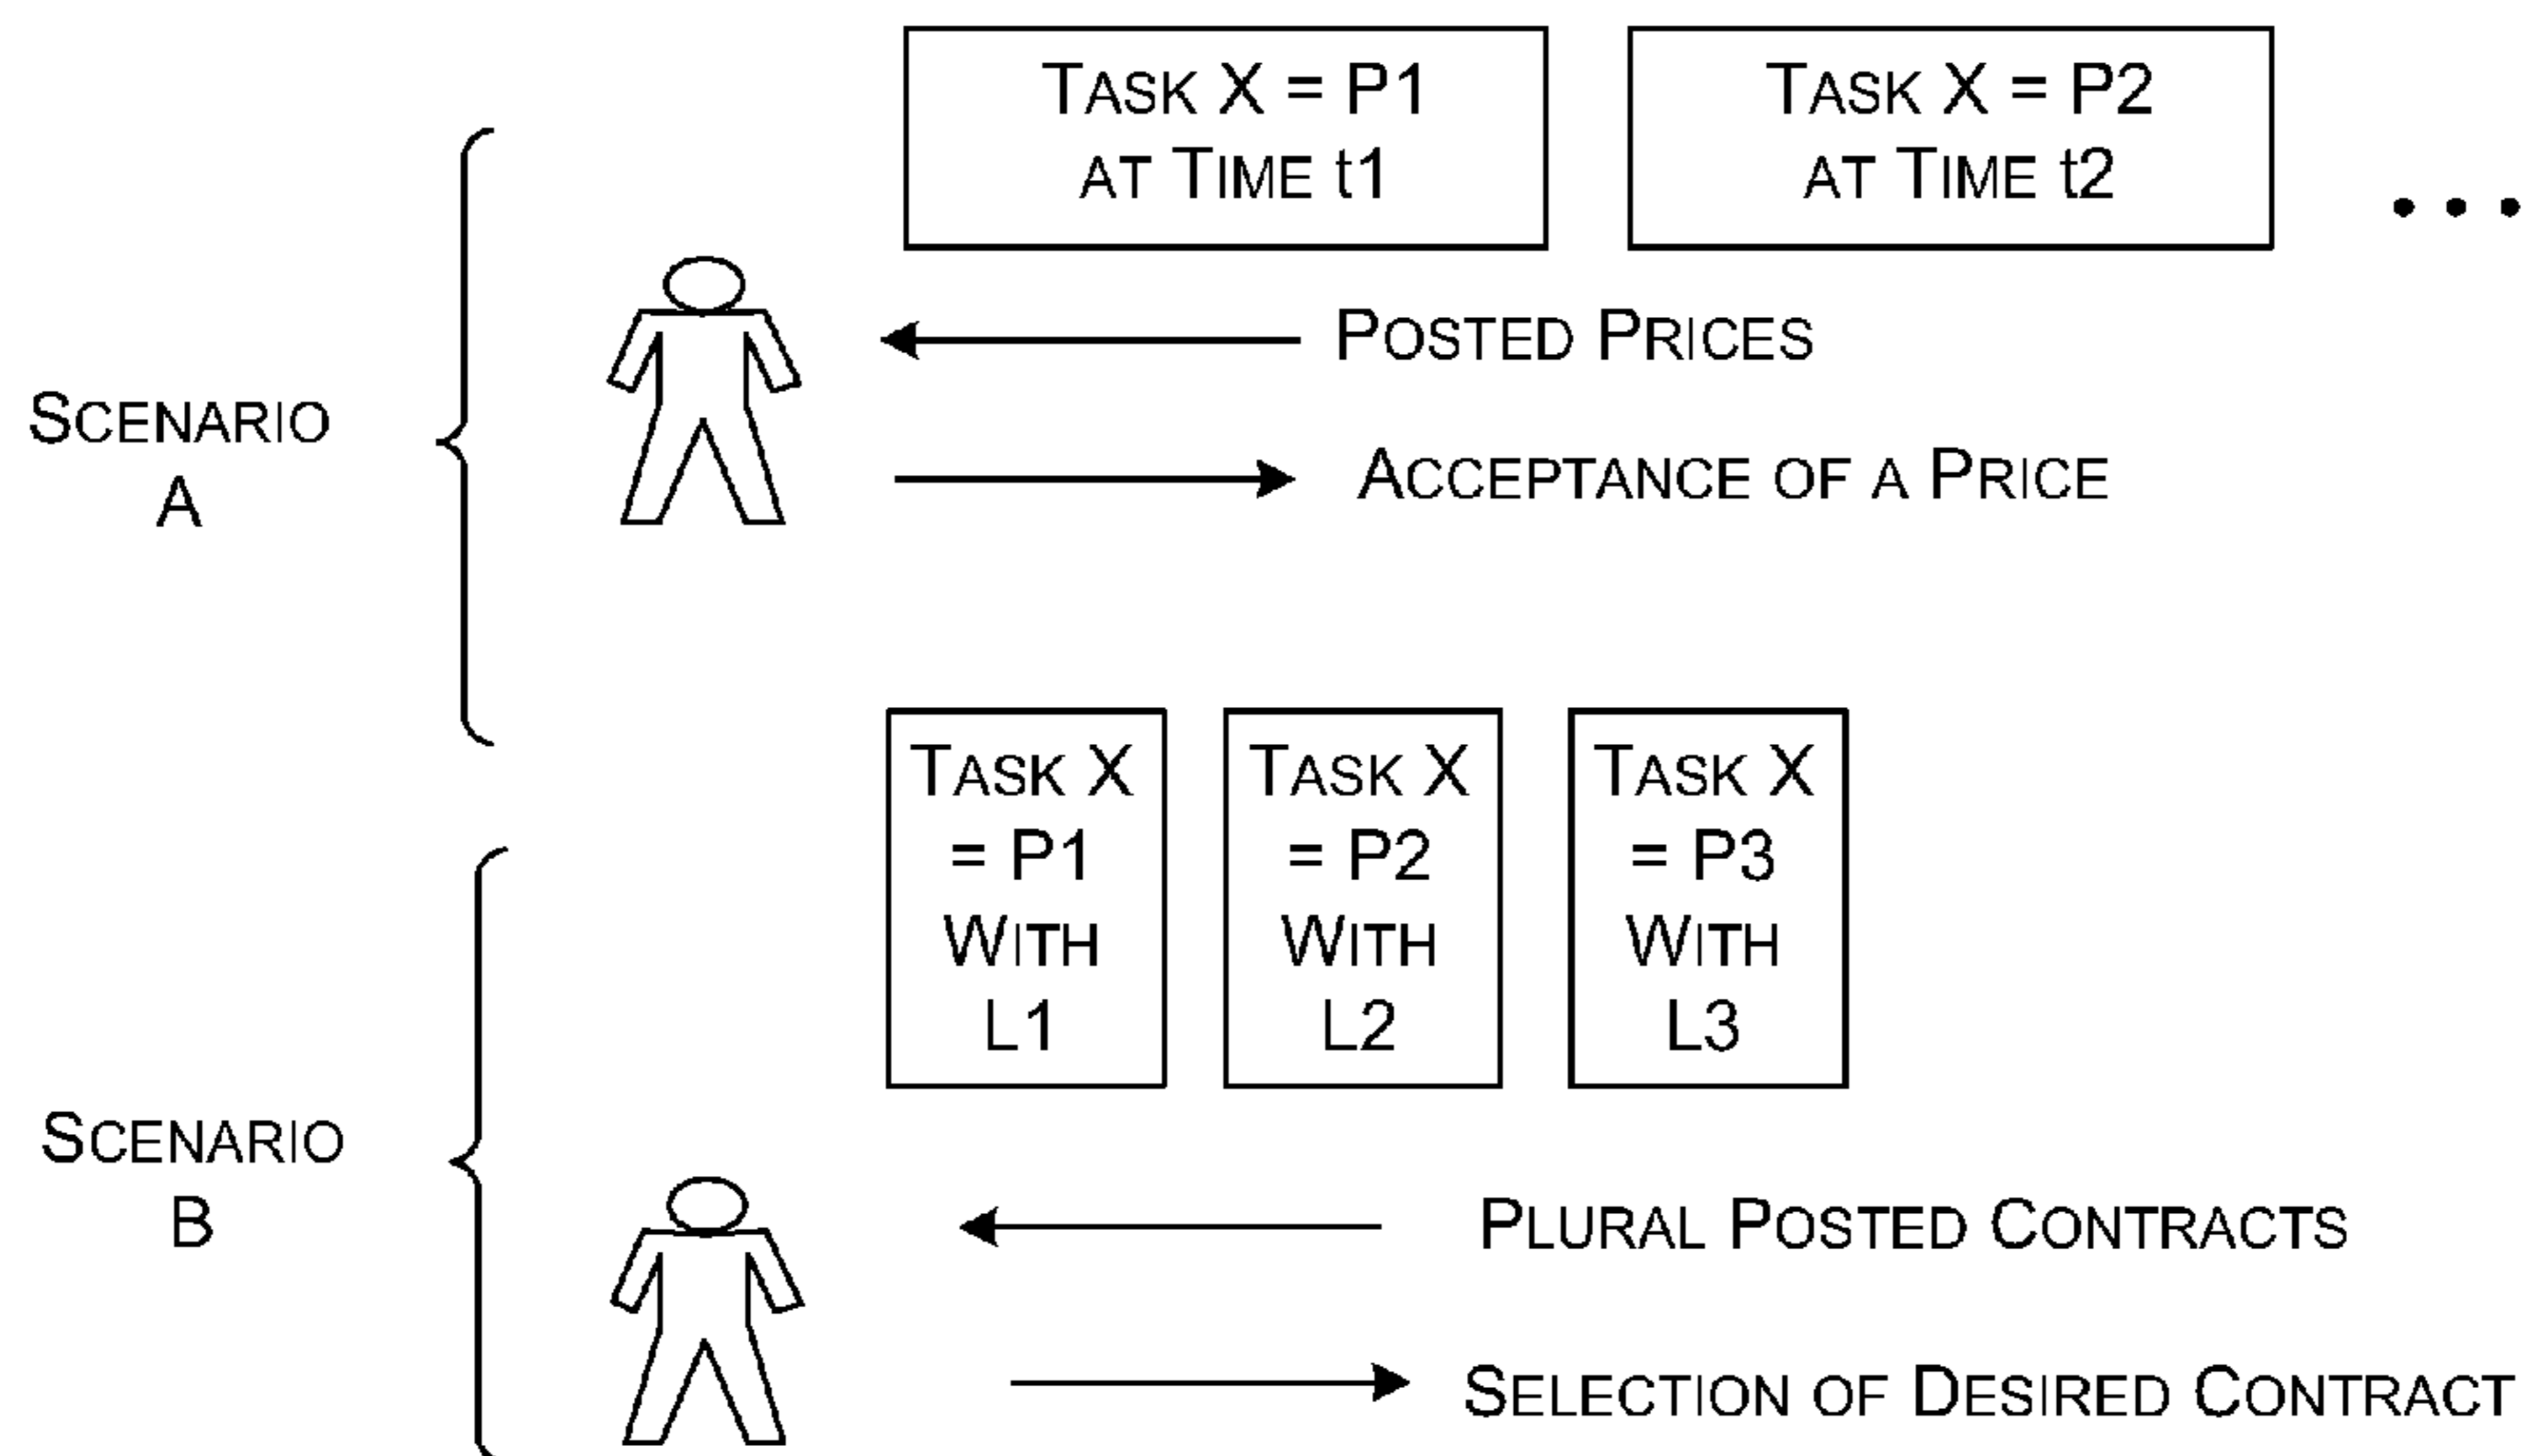 TASK X = P1
AT TIME t1
TASK X = P2
AT TIME t2
• • •
POSTED PRICES
ACCEPTANCE OF A PRICE
SCENARIO
A
TASK X
= P1
WITH
L1
TASK X
= P2
WITH
L2
TASK X
= P3
WITH
L3
SCENARIO
B
PLURAL POSTED CONTRACTS
SELECTION OF DESIRED CONTRACT